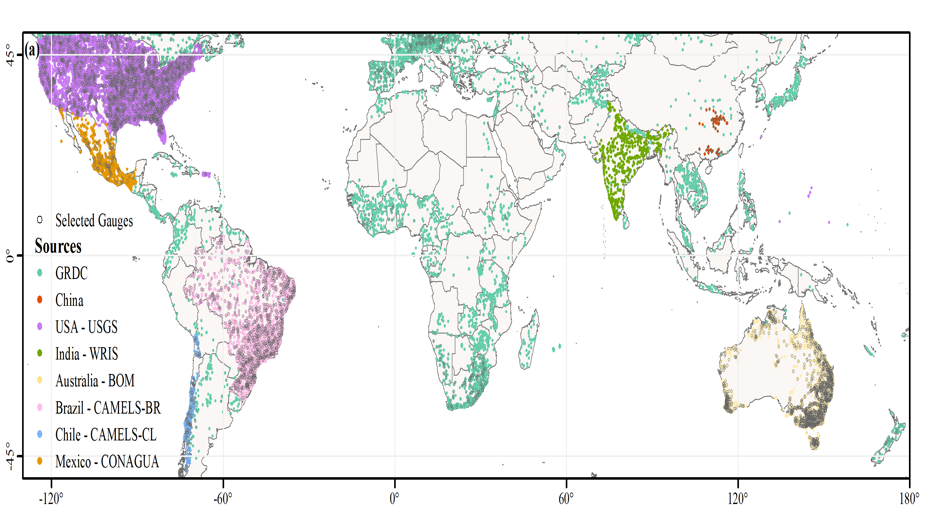 (a)
45°
0°
-45°
Selected Gauges
Sources
GRDC
China
USA - USGS
India - WRIS
Australia - BOM
Brazil - CAMELS-BR
Chile - CAMELS-CL
Mexico - CONAGUA
-120°
-60°
0°
60°
120°
180°